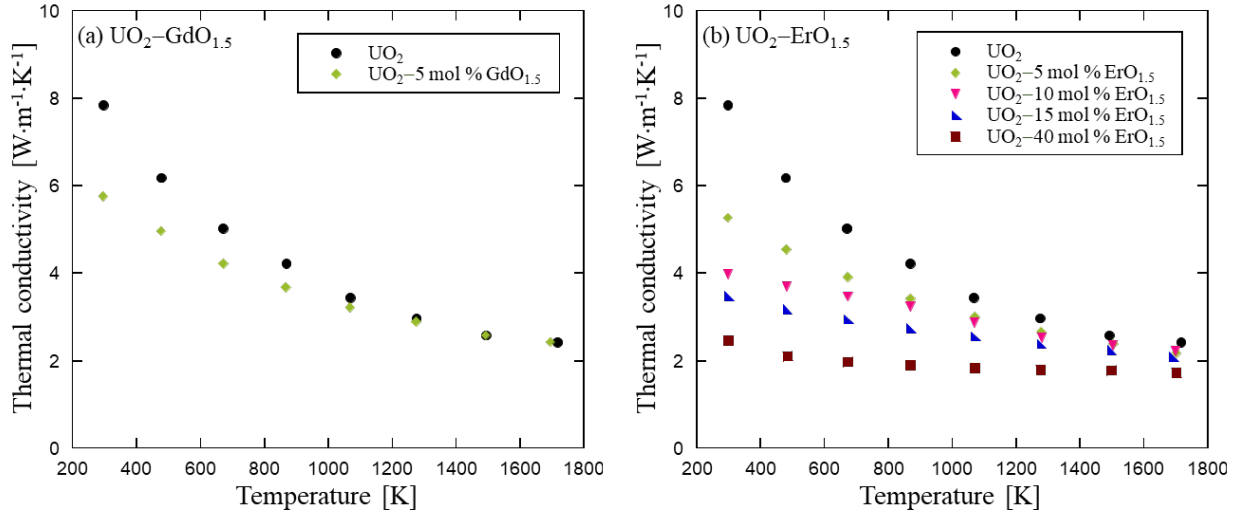 (a) UO₂–GdO₁.₅
UO₂
UO₂–5 mol % GdO₁.₅
Thermal conductivity [W·m⁻¹·K⁻¹]
10
8
6
4
2
0
200 400 600 800 1000 1200 1400 1600 1800
Temperature [K]
(b) UO₂–ErO₁.₅
UO₂
UO₂–5 mol % ErO₁.₅
UO₂–10 mol % ErO₁.₅
UO₂–15 mol % ErO₁.₅
UO₂–40 mol % ErO₁.₅
Thermal conductivity [W·m⁻¹·K⁻¹]
10
8
6
4
2
0
200 400 600 800 1000 1200 1400 1600 1800
Temperature [K]